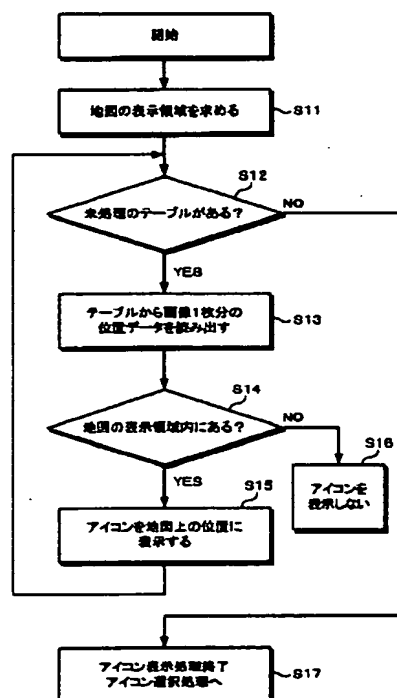 開始
地図の表示領域を求める
S11
S12
未処理のテーブルがある?
NO
YES
テーブルから画像1枚分の
位置データを読み出す
S13
S14
地図の表示領域内にある?
NO
YES
S16
アイコンを
表示しない
S15
アイコンを地図上の位置に
表示する
アイコン表示処理終了
アイコン選択処理へ
S17